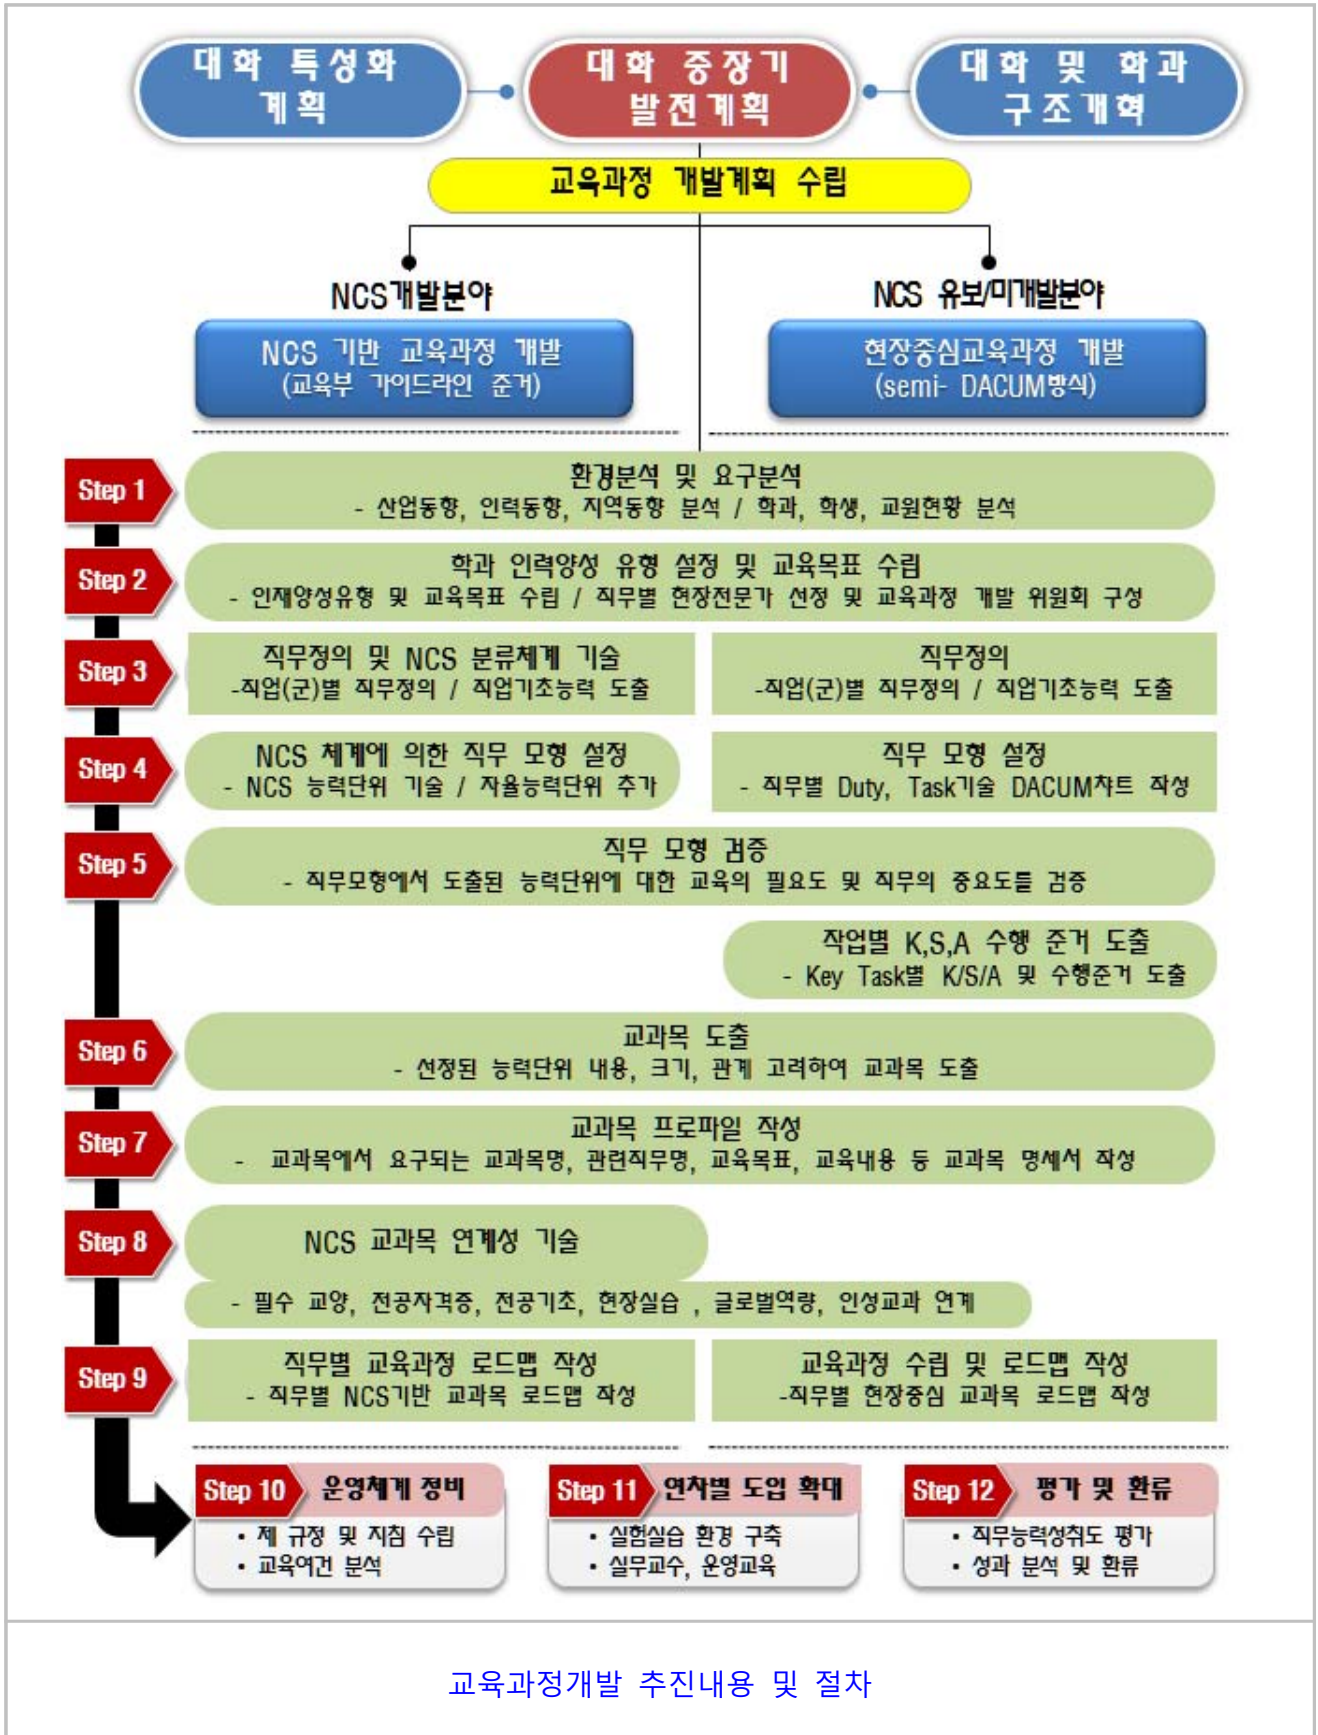 대학 특성화
계획
대학 중장기
발전계획
대학 및 학과
구조개혁
교육과정 개발계획 수립
NCS개발분야
NCS 유보/미개발분야
NCS 기반 교육과정 개발
(교육부 가이드라인 준거)
현장중심교육과정 개발
(semi- DACUM방식)
Step 1
환경분석 및 요구분석
- 산업동향, 인력동향, 지역동향 분석 / 학과, 학생, 교원현황 분석
Step 2
학과 인력양성 유형 설정 및 교육목표 수립
- 인재양성유형 및 교육목표 수립 / 직무별 현장전문가 선정 및 교육과정 개발 위원회 구성
Step 3
직무정의 및 NCS 분류체계 기술
-직업(군)별 직무정의 / 직업기초능력 도출
직무정의
-직업(군)별 직무정의 / 직업기초능력 도출
Step 4
NCS 체계에 의한 직무 모형 설정
- NCS 능력단위 기술 / 자율능력단위 추가
직무 모형 설정
- 직무별 Duty, Task기술 DACUM차트 작성
Step 5
직무 모형 검증
- 직무모형에서 도출된 능력단위에 대한 교육의 필요도 및 직무의 중요도를 검증
작업별 K,S,A 수행 준거 도출
- Key Task별 K/S/A 및 수행준거 도출
Step 6
교과목 도출
- 선정된 능력단위 내용, 크기, 관계 고려하여 교과목 도출
Step 7
교과목 프로파일 작성
- 교과목에서 요구되는 교과목명, 관련직무명, 교육목표, 교육내용 등 교과목 명세서 작성
Step 8
NCS 교과목 연계성 기술
- 필수 교양, 전공자격증, 전공기초, 현장실습 , 글로벌역량, 인성교과 연계
Step 9
직무별 교육과정 로드맵 작성
- 직무별 NCS기반 교과목 로드맵 작성
교육과정 수립 및 로드맵 작성
-직무별 현장중심 교과목 로드맵 작성
Step 10 운영체계 정비
• 제 규정 및 지침 수립
• 교육여건 분석
Step 11 연차별 도입 확대
• 실험실습 환경 구축
• 실무교수, 운영교육
Step 12 평가 및 환류
• 직무능력성취도 평가
• 성과 분석 및 환류
교육과정개발 추진내용 및 절차